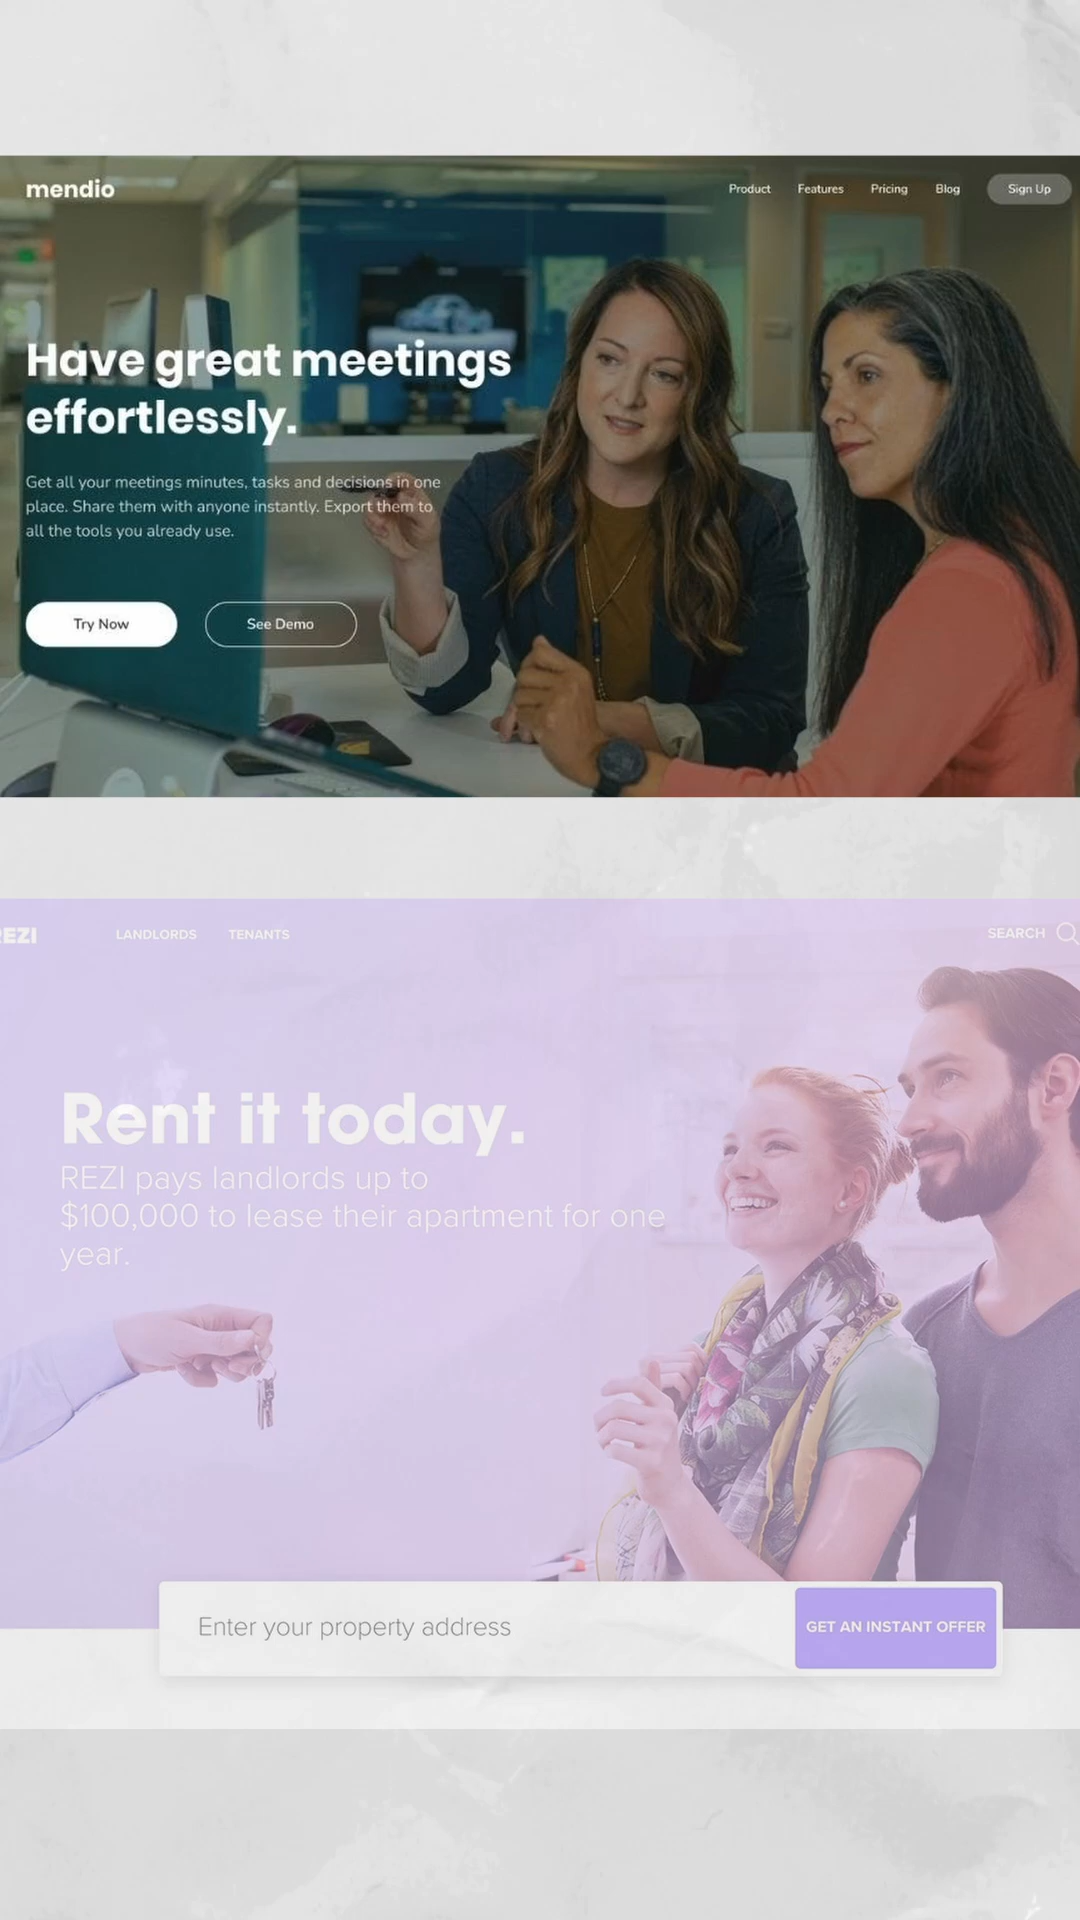 mendio
Product Features Pricing Blog Sign Up
Have great meetings
effortlessly.
Get all your meetings minutes, tasks and decisions in one
place. Share them with anyone instantly. Export them to
all the tools you already use.
Try Now See Demo
REZI LANDLORDS TENANTS SEARCH
Rent it today.
REZI pays landlords up to
$100,000 to lease their apartment for one
year.
Enter your property address GET AN INSTANT OFFER